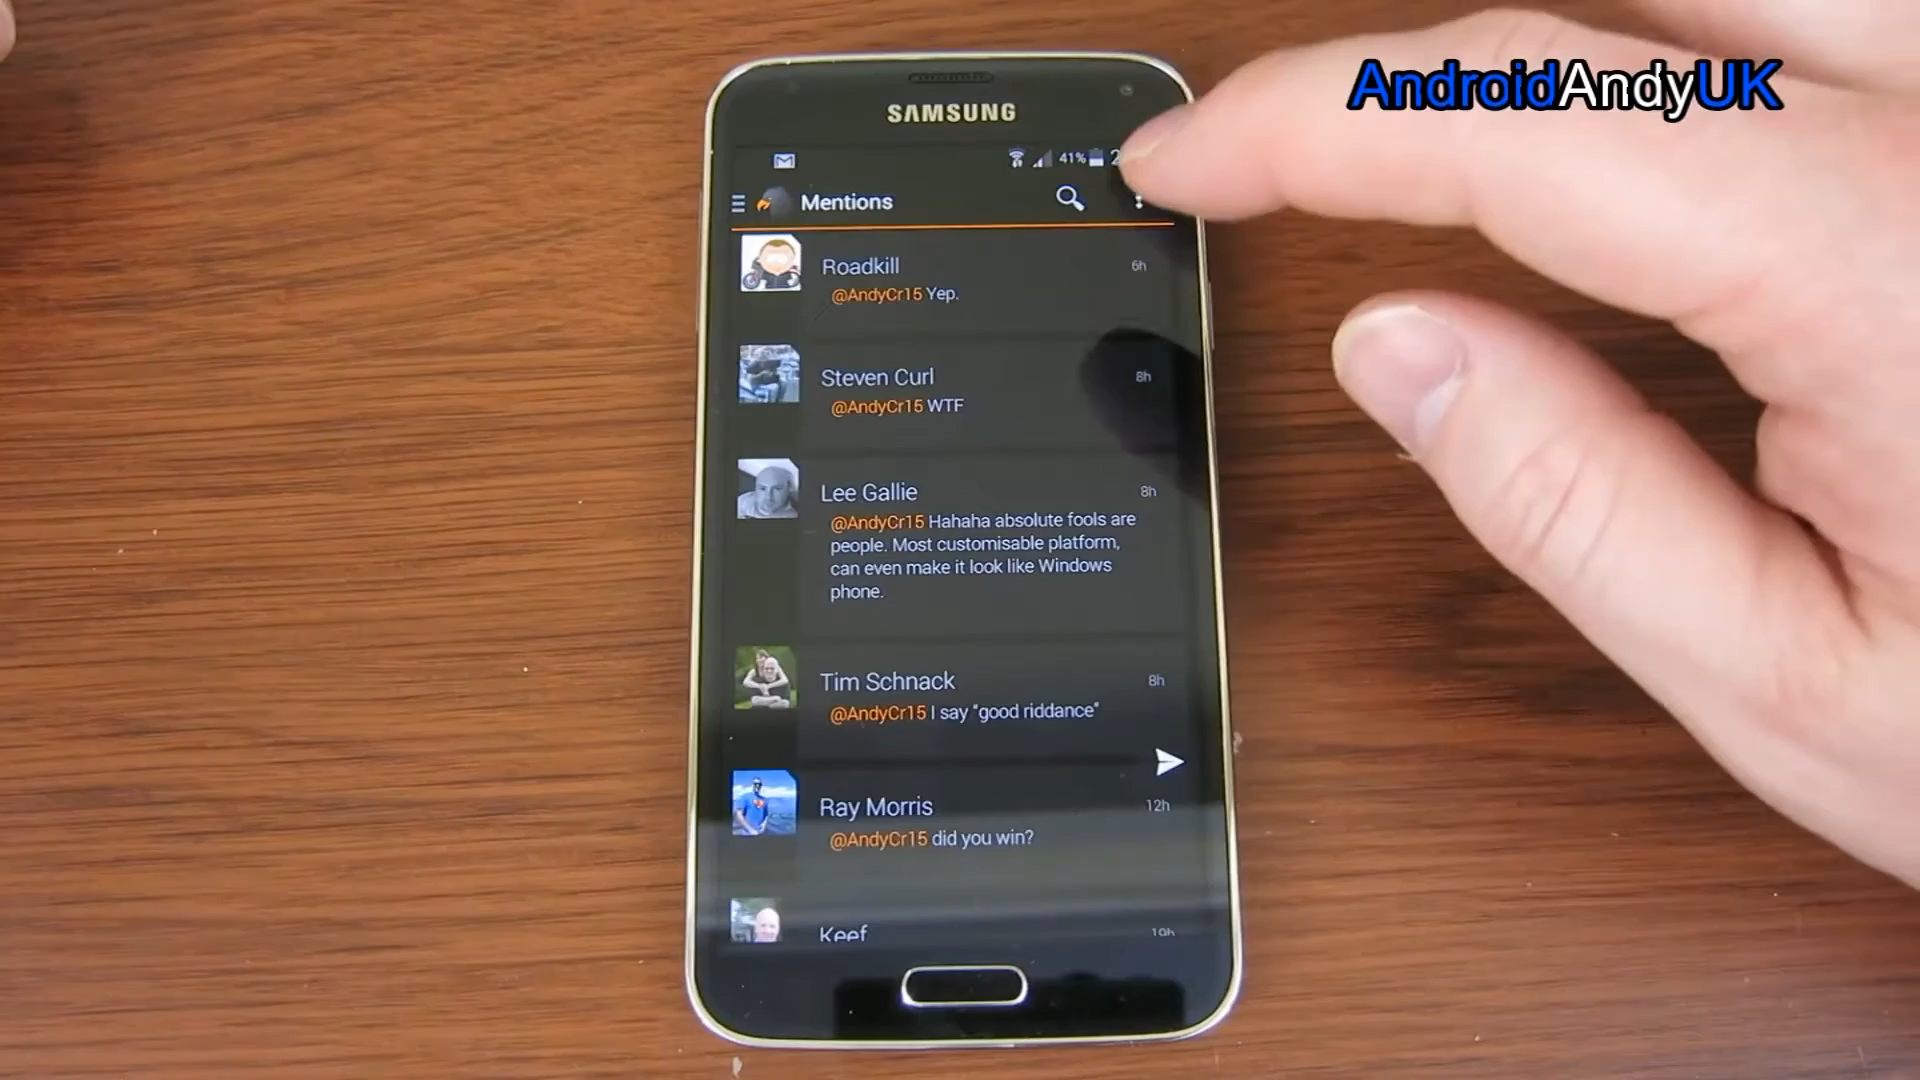 AndroidAndyUK
SAMSUNG
41% 2
Mentions
Roadkill 6h
@AndyCr15 Yep.
Steven Curl 8h
@AndyCr15 WTF
Lee Gallie 8h
@AndyCr15 Hahaha absolute fools are
people. Most customisable platform,
can even make it look like Windows
phone.
Tim Schnack 8h
@AndyCr15 I say "good riddance"
Ray Morris 12h
@AndyCr15 did you win?
Keef 19h